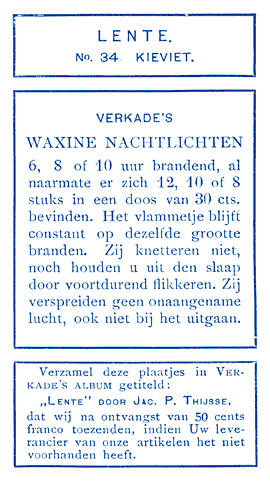 LENTE.
No. 34 KIEVIET.
VERKADE'S
WAXINE NACHTLICHTEN
6, 8 of 10 uur brandend, al
naarmate er zich 12, 10 of 8
stuks in een doos van 30 cts.
bevinden. Het vlammetje blijft
constant op dezelfde grootte
branden. Zij knetteren niet,
noch houden u uit den slaap
door voortdurend flikkeren. Zij
verspreiden geen onaangename
lucht, ook niet bij het uitgaan.
Verzamel deze plaatjes in VER-
KADE'S ALBUM getiteld:
„LENTE" DOOR JAC. P. THIJSSE,
dat wij na ontvangst van 50 cents
franco toezenden, indien Uw leve-
rancier van onze artikelen het niet
voorhanden heeft.